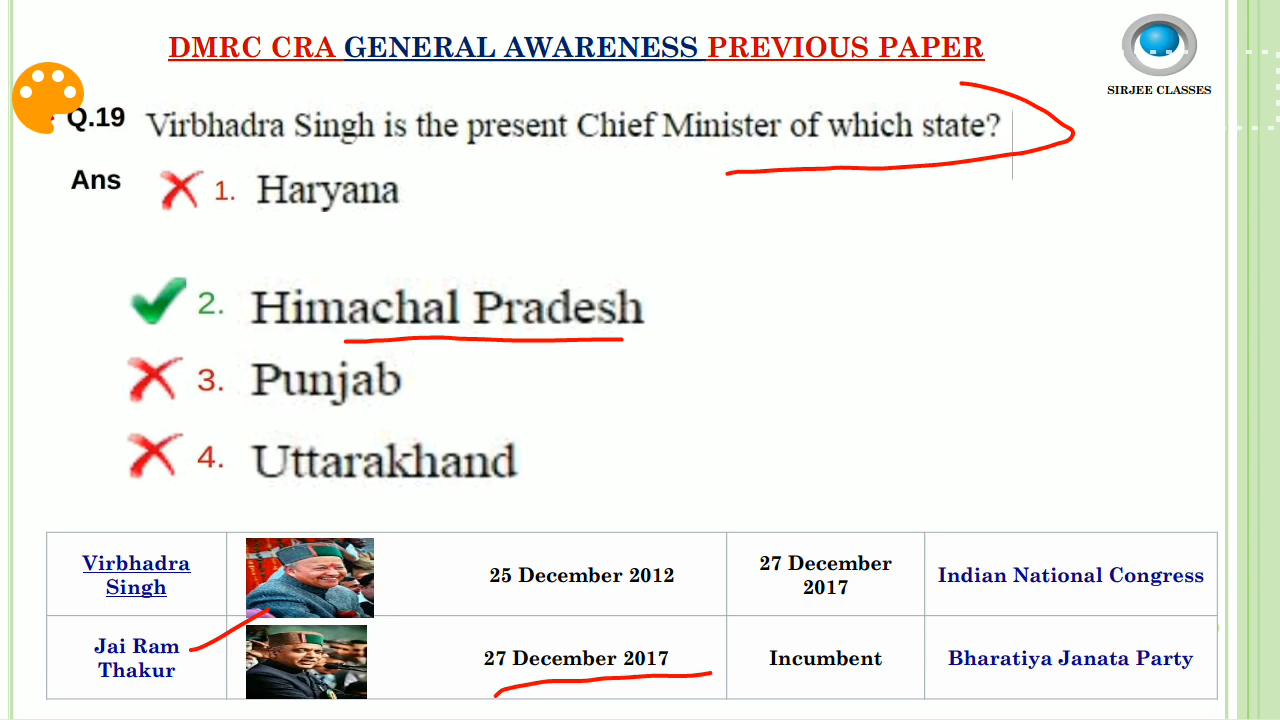 DMRC CRA GENERAL AWARENESS PREVIOUS PAPER
SIRJEE CLASSES
Q.19 Virbhadra Singh is the present Chief Minister of which state?
Ans 1. Haryana
2. Himachal Pradesh
3. Punjab
4. Uttarakhand
Virbhadra
Singh
25 December 2012
27 December
2017
Indian National Congress
Jai Ram
Thakur
27 December 2017
Incumbent
Bharatiya Janata Party